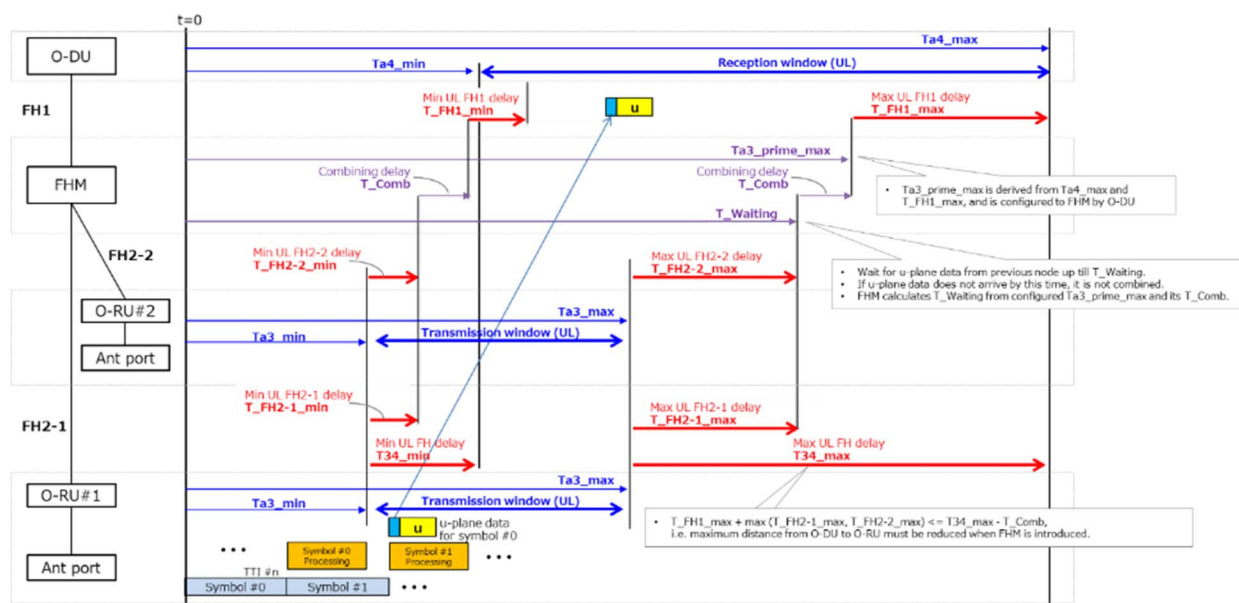 t=0
O-DU
Ta4_max
Ta4_min
Reception window (UL)
FH1
Min UL FH1 delay
T_FH1_min
u
Max UL FH1 delay
T_FH1_max
Ta3_prime_max
FHM
Combining delay
T_Comb
Combining delay
T_Comb
• Ta3_prime_max is derived from Ta4_max and
T_FH1_max, and is configured to FHM by O-DU
T_Waiting
FH2-2
Min UL FH2-2 delay
T_FH2-2_min
Max UL FH2-2 delay
T_FH2-2_max
• Wait for u-plane data from previous node up till T_Waiting.
• If u-plane data does not arrive by this time, it is not combined.
• FHM calculates T_Waiting from configured Ta3_prime_max and its T_Comb.
O-RU#2
Ta3_max
Ta3_min
Transmission window (UL)
Ant port
Min UL FH2-1 delay
T_FH2-1_min
Max UL FH2-1 delay
T_FH2-1_max
FH2-1
Min UL FH delay
T34_min
Max UL FH delay
T34_max
O-RU#1
Ta3_max
Ta3_min
Transmission window (UL)
u
u-plane data
for symbol #0
• T_FH1_max + max (T_FH2-1_max, T_FH2-2_max) <= T34_max - T_Comb,
i.e. maximum distance from O-DU to O-RU must be reduced when FHM is introduced.
Ant port
• • •
Symbol #0
Processing
Symbol #1
Processing
• • •
TTI #n
Symbol #0
Symbol #1
• • •